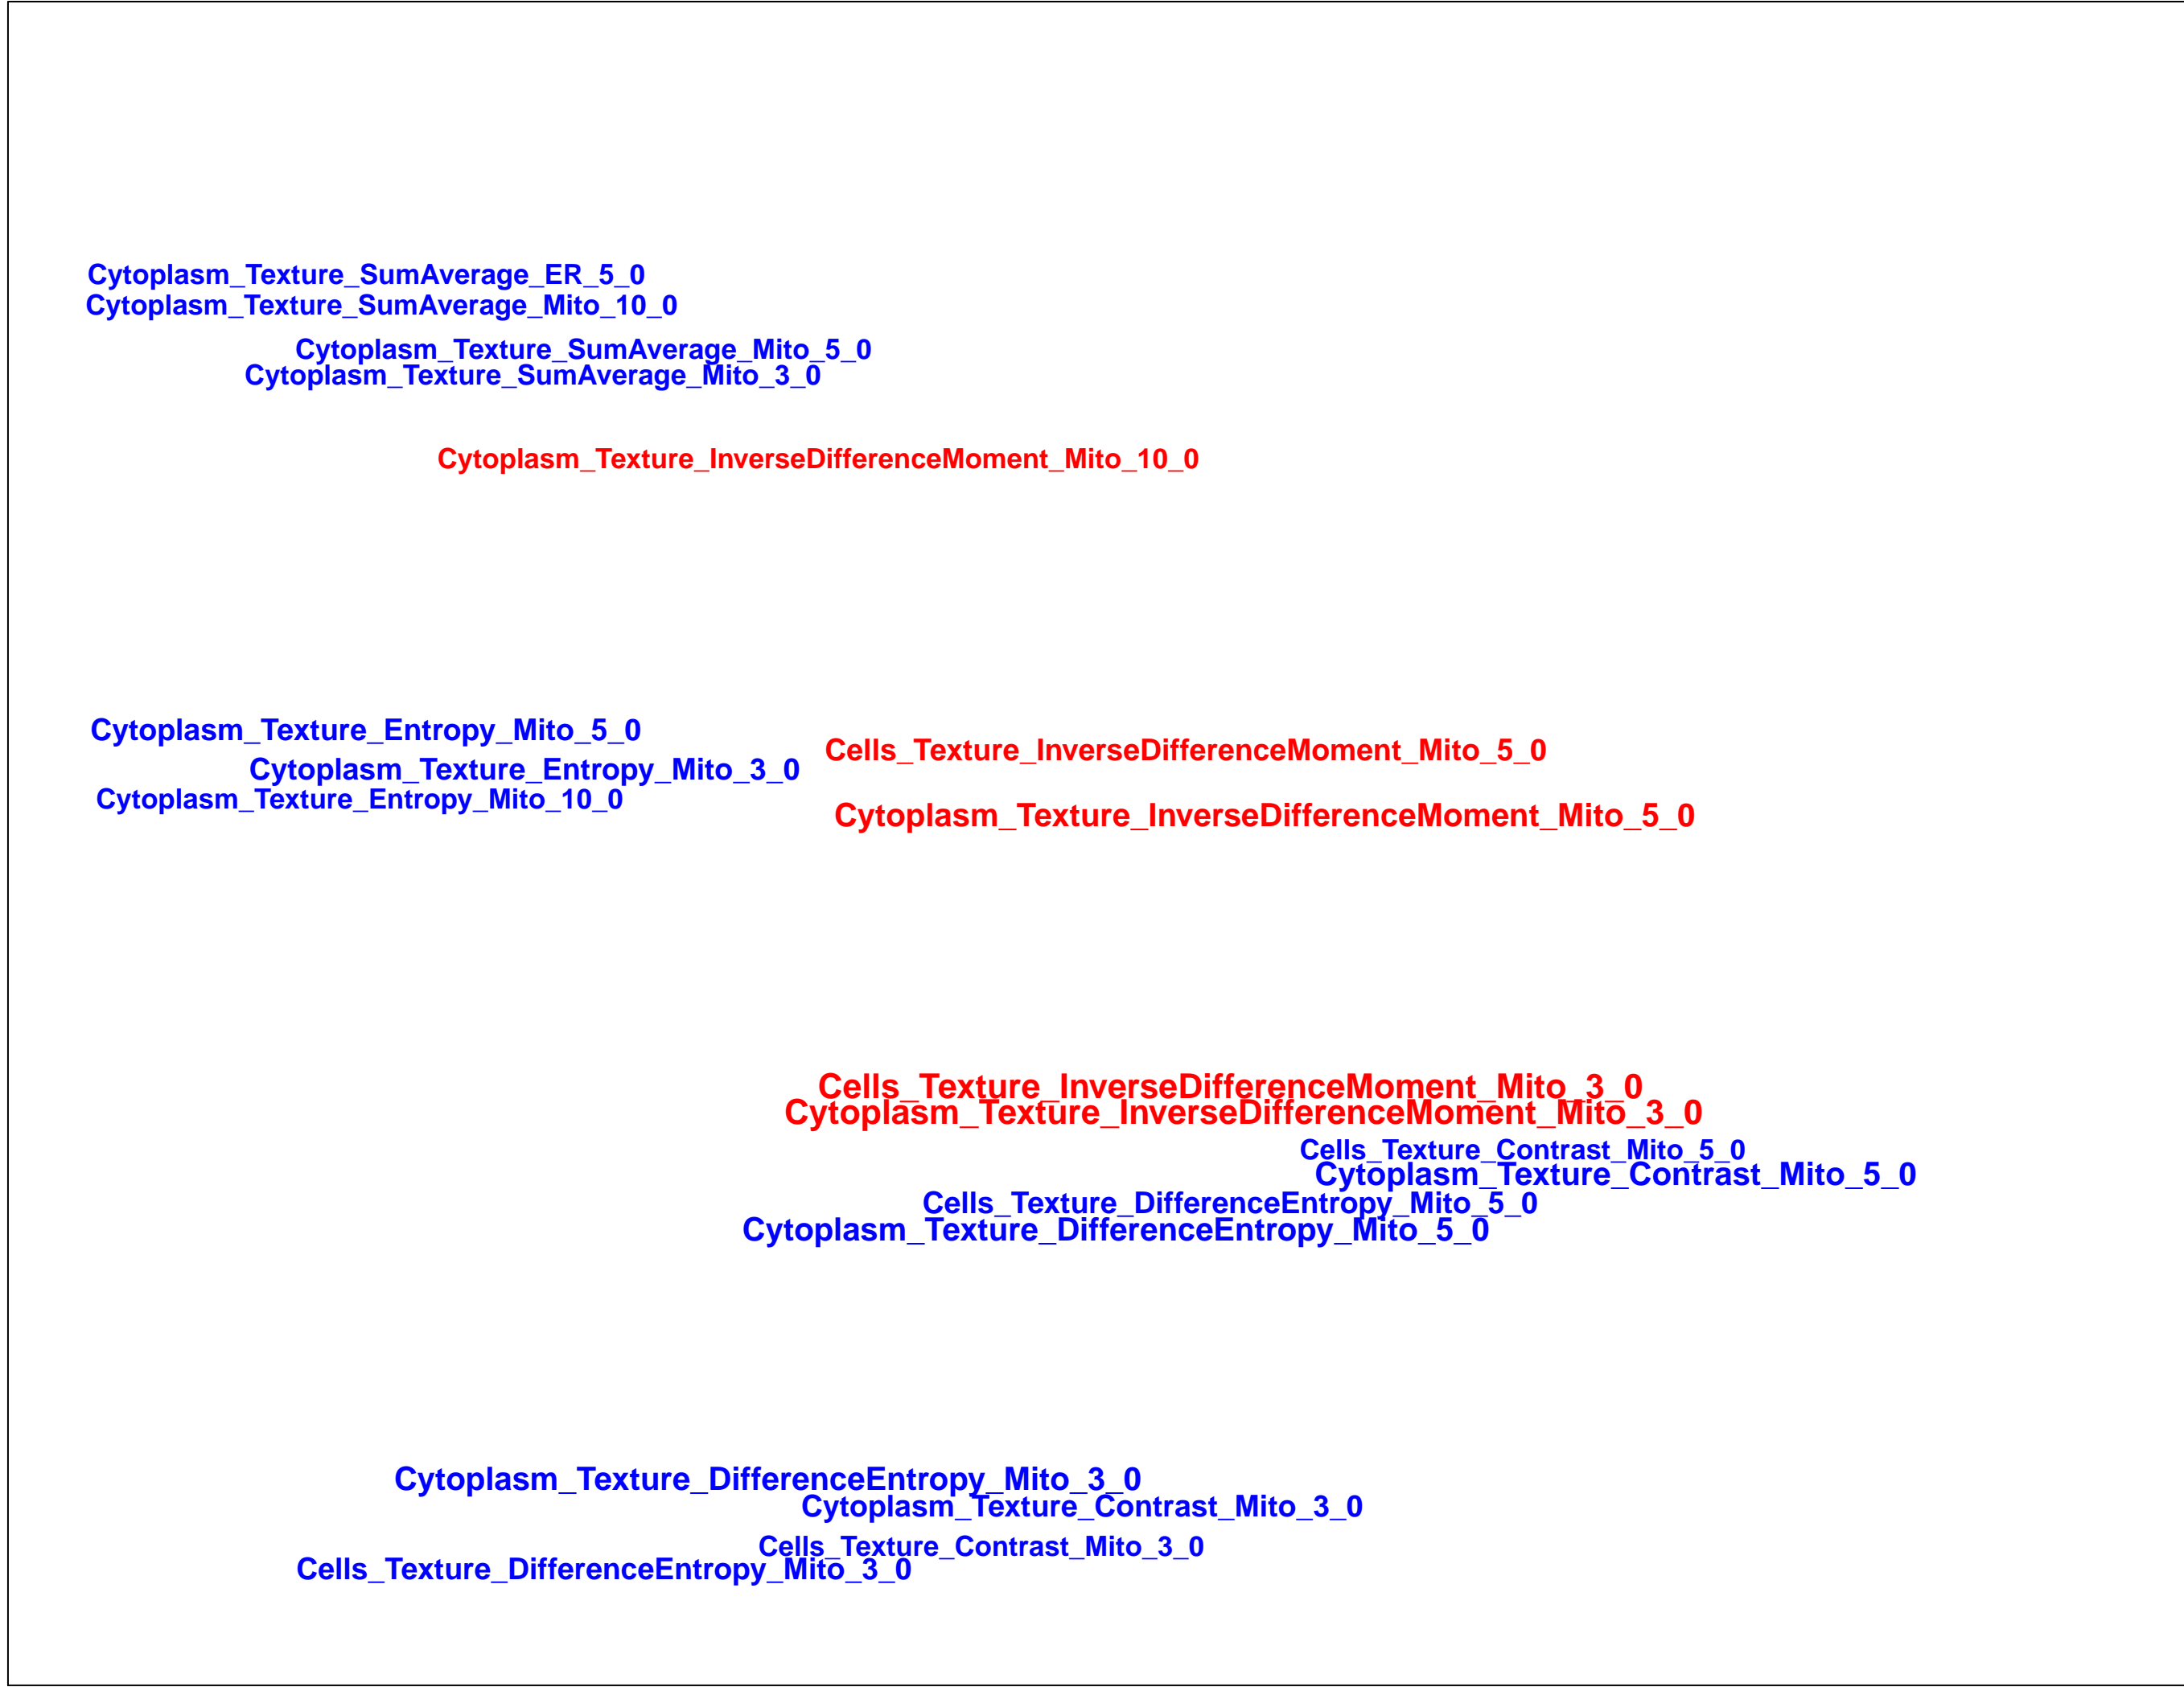 Cytoplasm_Texture_SumAverage_ER_5_0
Cytoplasm_Texture_SumAverage_Mito_10_0
Cytoplasm_Texture_SumAverage_Mito_5_0
Cytoplasm_Texture_SumAverage_Mito_3_0
Cytoplasm_Texture_InverseDifferenceMoment_Mito_10_0
Cytoplasm_Texture_Entropy_Mito_5_0
Cells_Texture_InverseDifferenceMoment_Mito_5_0
Cytoplasm_Texture_Entropy_Mito_3_0
Cytoplasm_Texture_Entropy_Mito_10_0
Cytoplasm_Texture_InverseDifferenceMoment_Mito_5_0
Cells_Texture_InverseDifferenceMoment_Mito_3_0
Cytoplasm_Texture_InverseDifferenceMoment_Mito_3_0
Cells_Texture_Contrast_Mito_5_0
Cytoplasm_Texture_Contrast_Mito_5_0
Cells_Texture_DifferenceEntropy_Mito_5_0
Cytoplasm_Texture_DifferenceEntropy_Mito_5_0
Cytoplasm_Texture_DifferenceEntropy_Mito_3_0
Cytoplasm_Texture_Contrast_Mito_3_0
Cells_Texture_Contrast_Mito_3_0
Cells_Texture_DifferenceEntropy_Mito_3_0